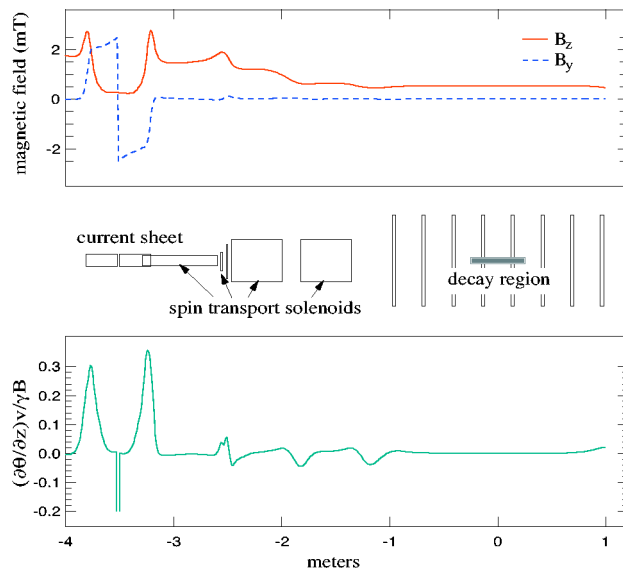 magnetic field (mT)
2
0
-2
B_z
B_y
current sheet
spin transport solenoids
decay region
(∂θ/∂z)v/γB
0.3
0.2
0.1
0.0
-0.1
-0.2
-4
-3
-2
-1
0
1
meters